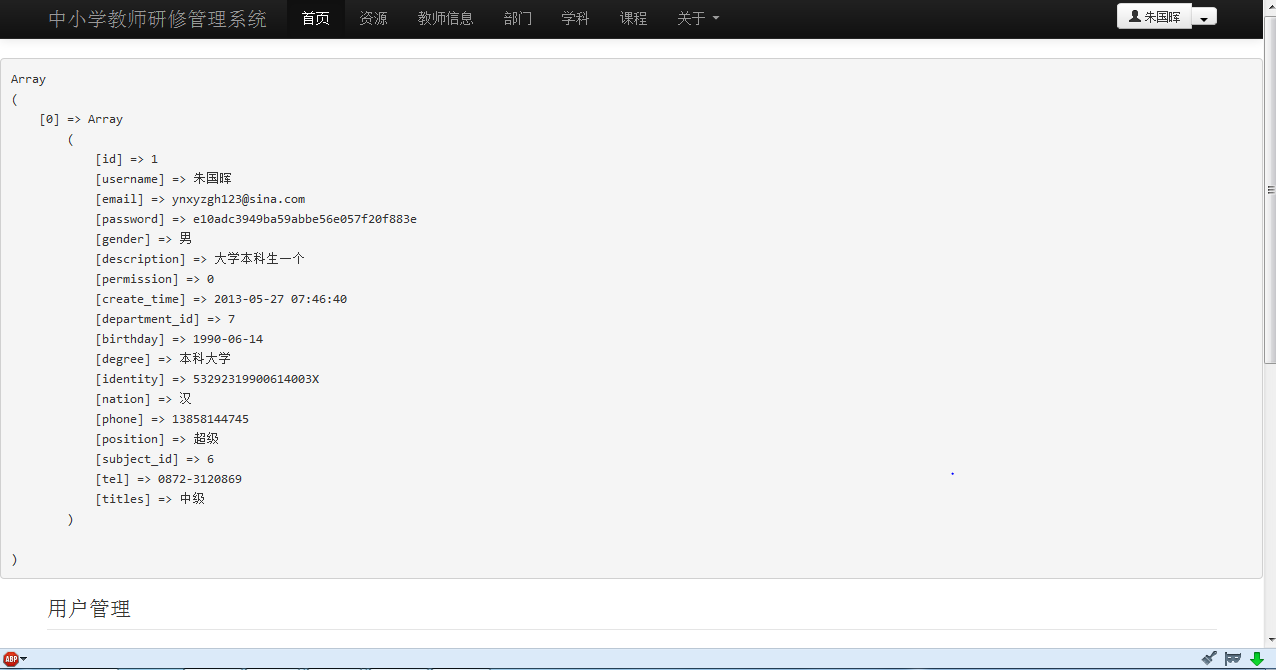 中小学教师研修管理系统 首页 资源 教师信息 部门 学科 课程 关于 朱国晖
Array
(
    [0] => Array
        (
            [id] => 1
            [username] => 朱国晖
            [email] => ynxyzgh123@sina.com
            [password] => e10adc3949ba59abbe56e057f20f883e
            [gender] => 男
            [description] => 大学本科生一个
            [permission] => 0
            [create_time] => 2013-05-27 07:46:40
            [department_id] => 7
            [birthday] => 1990-06-14
            [degree] => 本科大学
            [identity] => 53292319900614003X
            [nation] => 汉
            [phone] => 13858144745
            [position] => 超级
            [subject_id] => 6
            [tel] => 0872-3120869
            [titles] => 中级
        )
)
用户管理
ABP